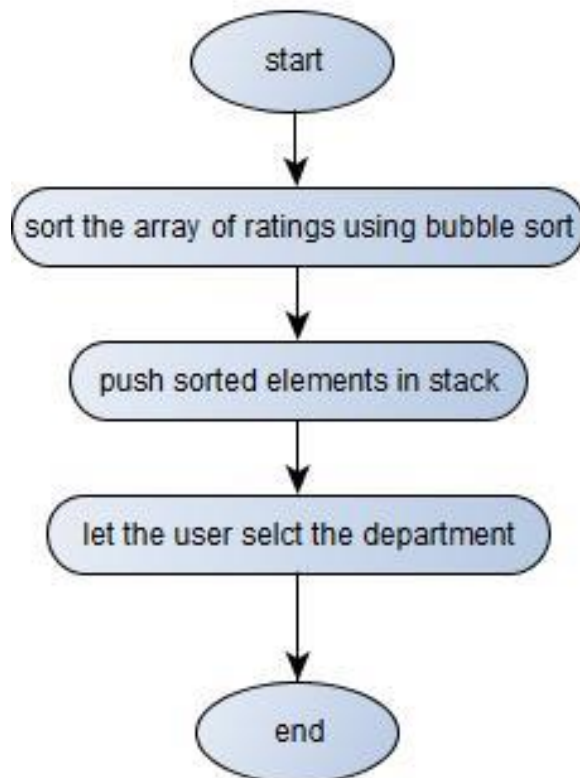 start
sort the array of ratings using bubble sort
push sorted elements in stack
let the user selct the department
end